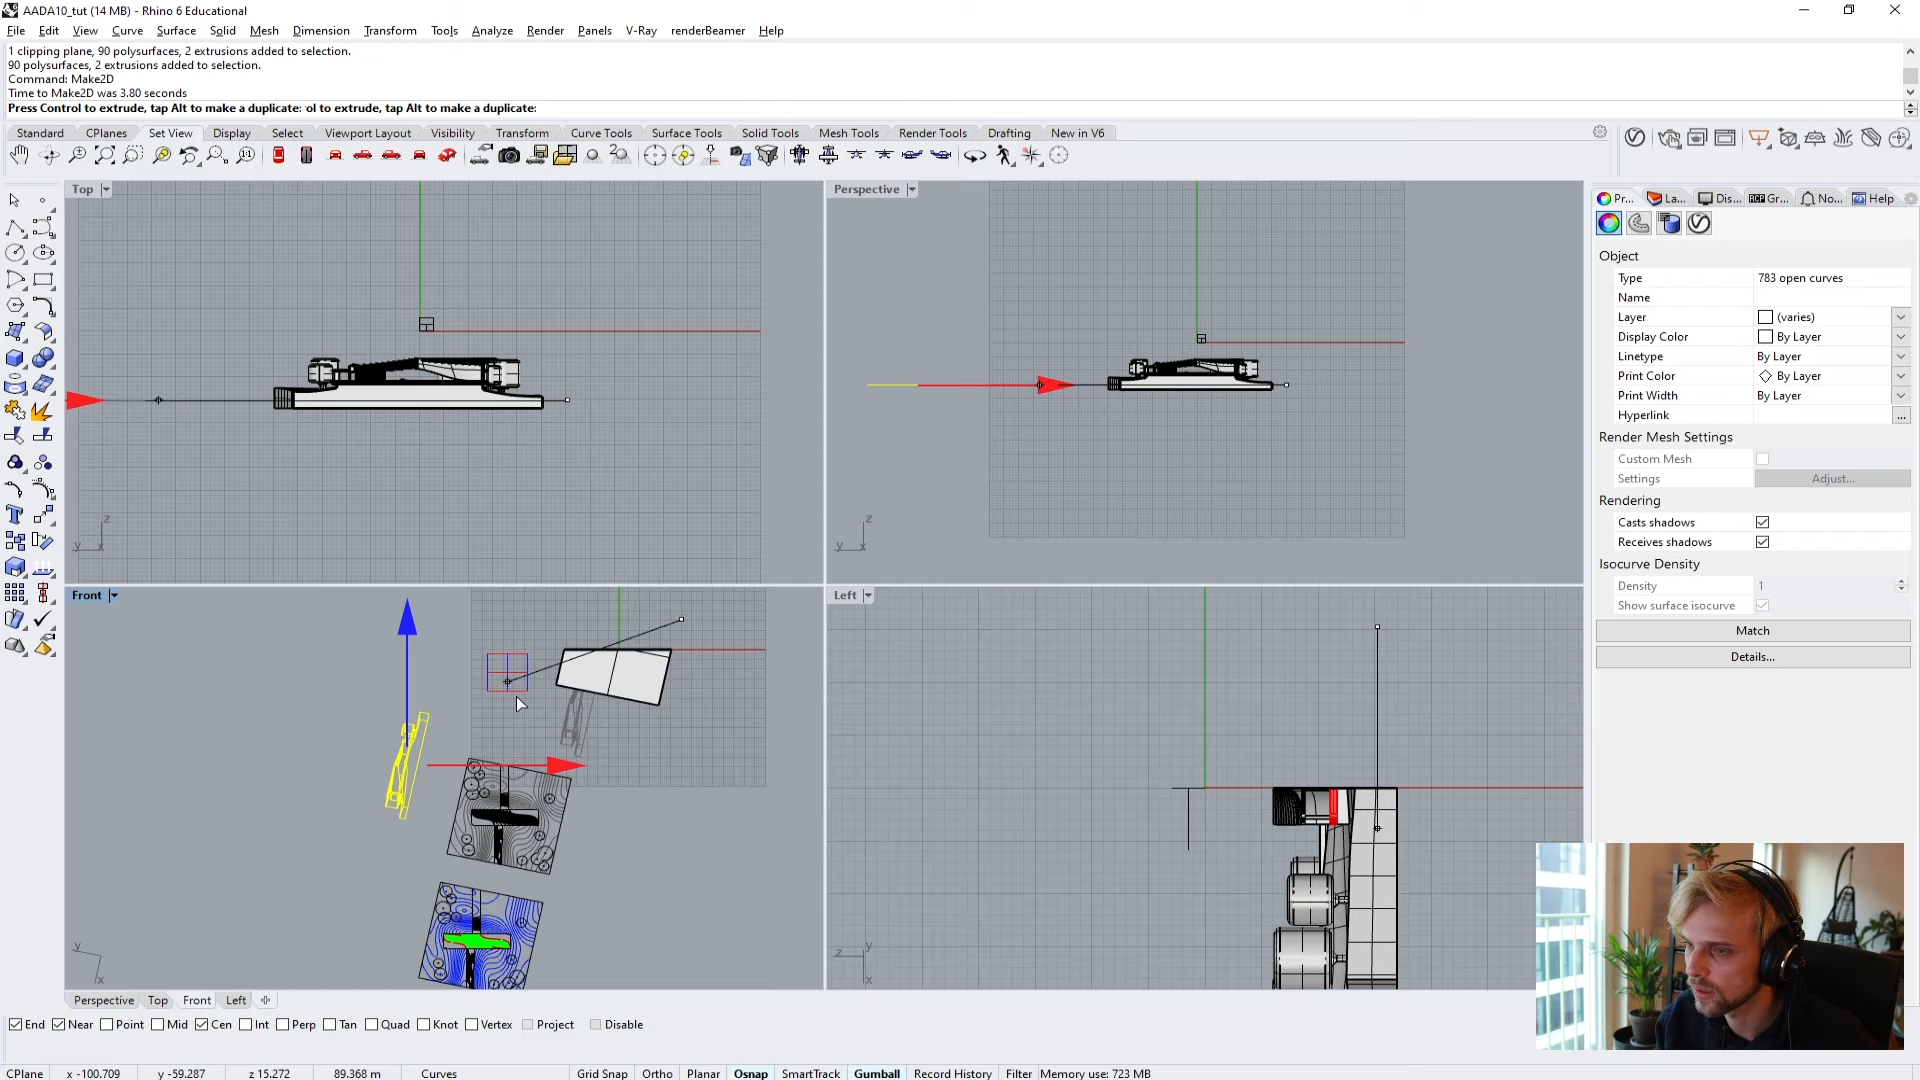 AADA10_tut (14 MB) - Rhino 6 Educational
File Edit View Curve Surface Solid Mesh Dimension Transform Tools Analyze Render Panels V-Ray renderBeamer Help
1 clipping plane, 90 polysurfaces, 2 extrusions added to selection.
90 polysurfaces, 2 extrusions added to selection.
Command: Make2D
Time to Make2D was 3.80 seconds
Press Control to extrude, tap Alt to make a duplicate: ol to extrude, tap Alt to make a duplicate:
Standard CPlanes Set View Display Select Viewport Layout Visibility Transform Curve Tools Surface Tools Solid Tools Mesh Tools Render Tools Drafting New in V6
Top
Perspective
Pr... La... Dis... RCP Gr... No... Help
Object
Type 783 open curves
Name
Layer (varies)
Display Color By Layer
Linetype By Layer
Print Color By Layer
Print Width By Layer
Hyperlink ...
Render Mesh Settings
Custom Mesh
Settings Adjust...
Rendering
Casts shadows
Receives shadows
Isocurve Density
Density 1
Show surface isocurve
Match
Details...
z
y x
z
y x
Front
Left
y
x
z y
x
Perspective Top Front Left
End Near Point Mid Cen Int Perp Tan Quad Knot Vertex Project Disable
CPlane x -100.709 y -59.287 z 15.272 89.368 m Curves Grid Snap Ortho Planar Osnap SmartTrack Gumball Record History Filter Memory use: 723 MB